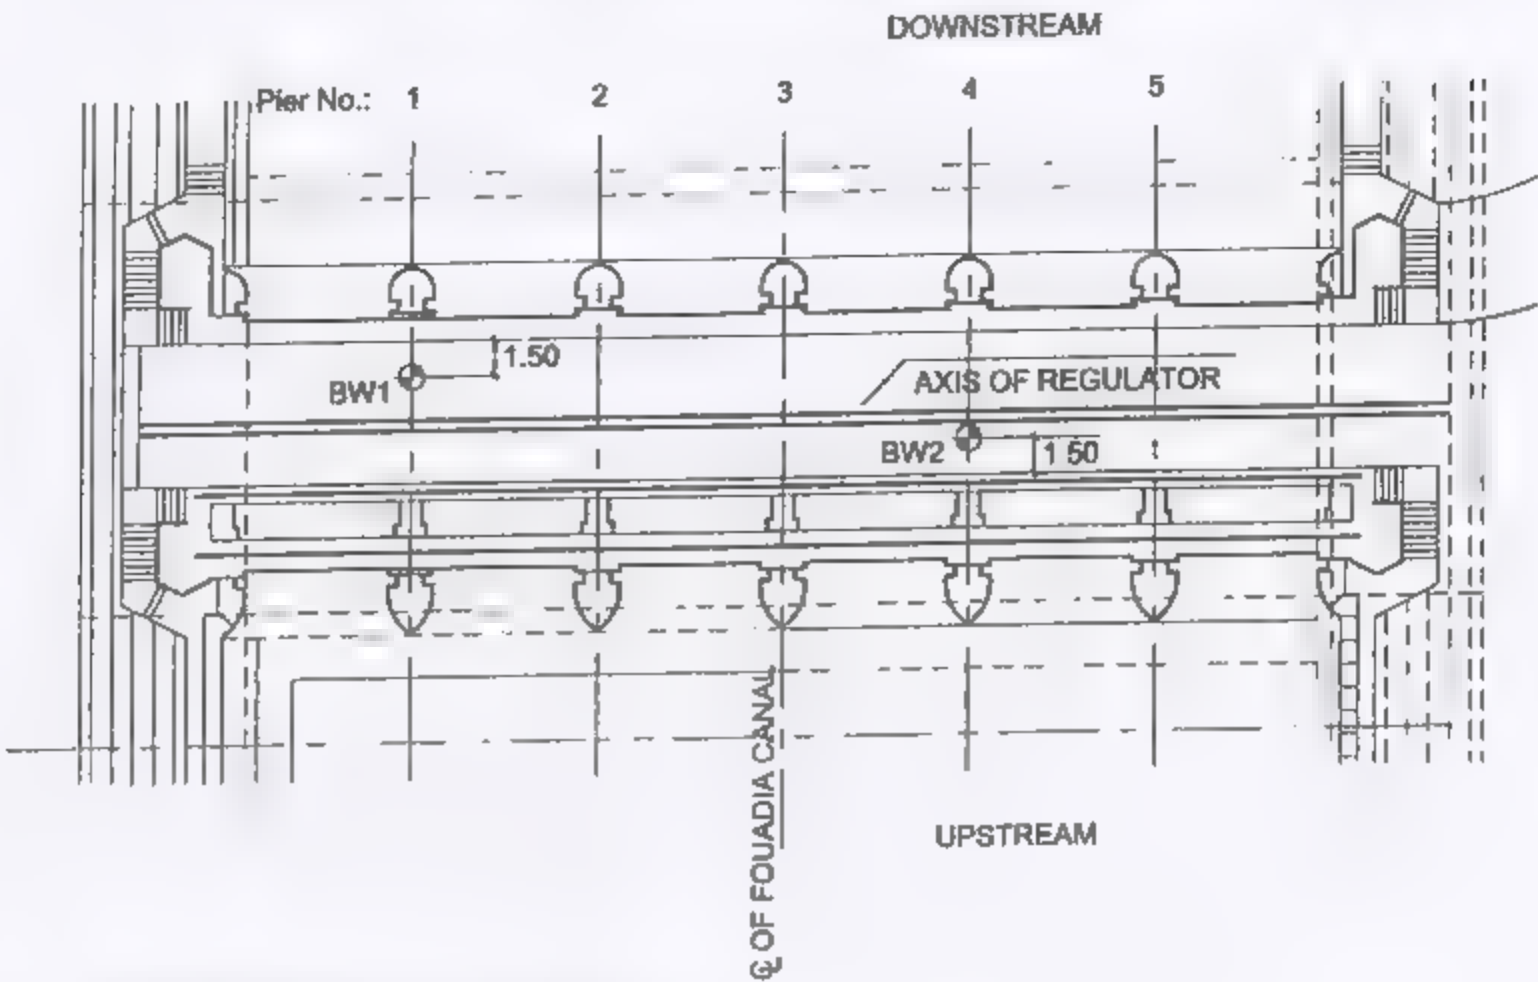 DOWNSTREAM
Pier No.: 1 2 3 4 5
1.50
BW1
AXIS OF REGULATOR
BW2
1 50
℄ OF FOUADIA CANAL
UPSTREAM